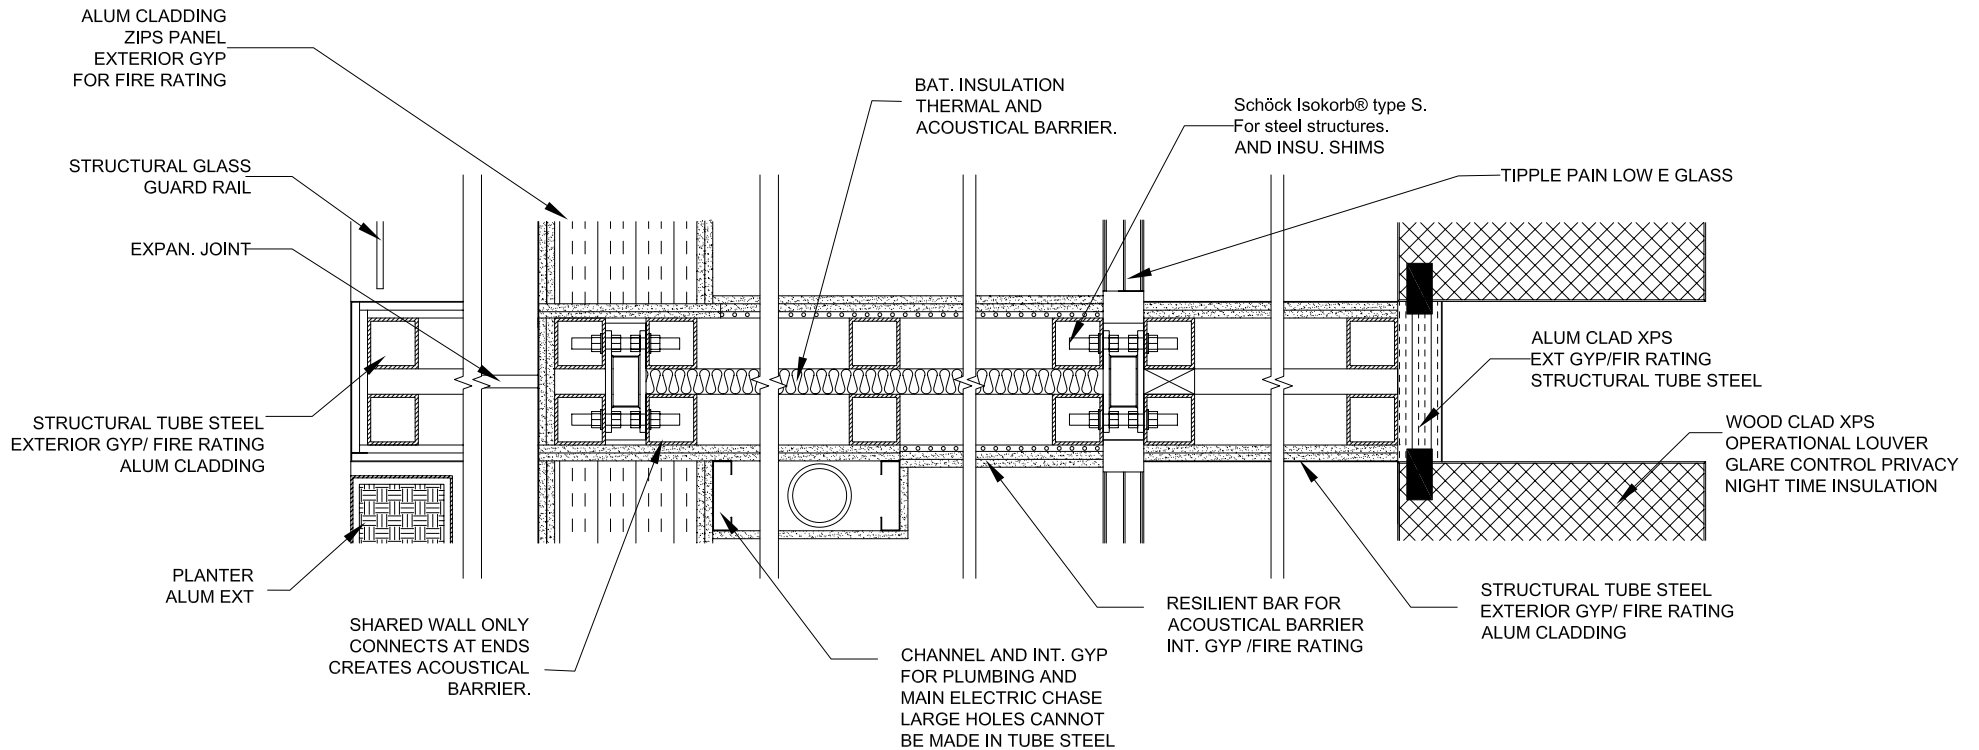 ALUM CLADDING
ZIPS PANEL
EXTERIOR GYP
FOR FIRE RATING
BAT. INSULATION
THERMAL AND
ACOUSTICAL BARRIER.
Schöck Isokorb® type S.
For steel structures.
AND INSU. SHIMS
STRUCTURAL GLASS
GUARD RAIL
TIPPLE PAIN LOW E GLASS
EXPAN. JOINT
ALUM CLAD XPS
EXT GYP/FIR RATING
STRUCTURAL TUBE STEEL
STRUCTURAL TUBE STEEL
EXTERIOR GYP/ FIRE RATING
ALUM CLADDING
WOOD CLAD XPS
OPERATIONAL LOUVER
GLARE CONTROL PRIVACY
NIGHT TIME INSULATION
PLANTER
ALUM EXT
SHARED WALL ONLY
CONNECTS AT ENDS
CREATES ACOUSTICAL
BARRIER.
CHANNEL AND INT. GYP
FOR PLUMBING AND
MAIN ELECTRIC CHASE
LARGE HOLES CANNOT
BE MADE IN TUBE STEEL
RESILIENT BAR FOR
ACOUSTICAL BARRIER
INT. GYP /FIRE RATING
STRUCTURAL TUBE STEEL
EXTERIOR GYP/ FIRE RATING
ALUM CLADDING